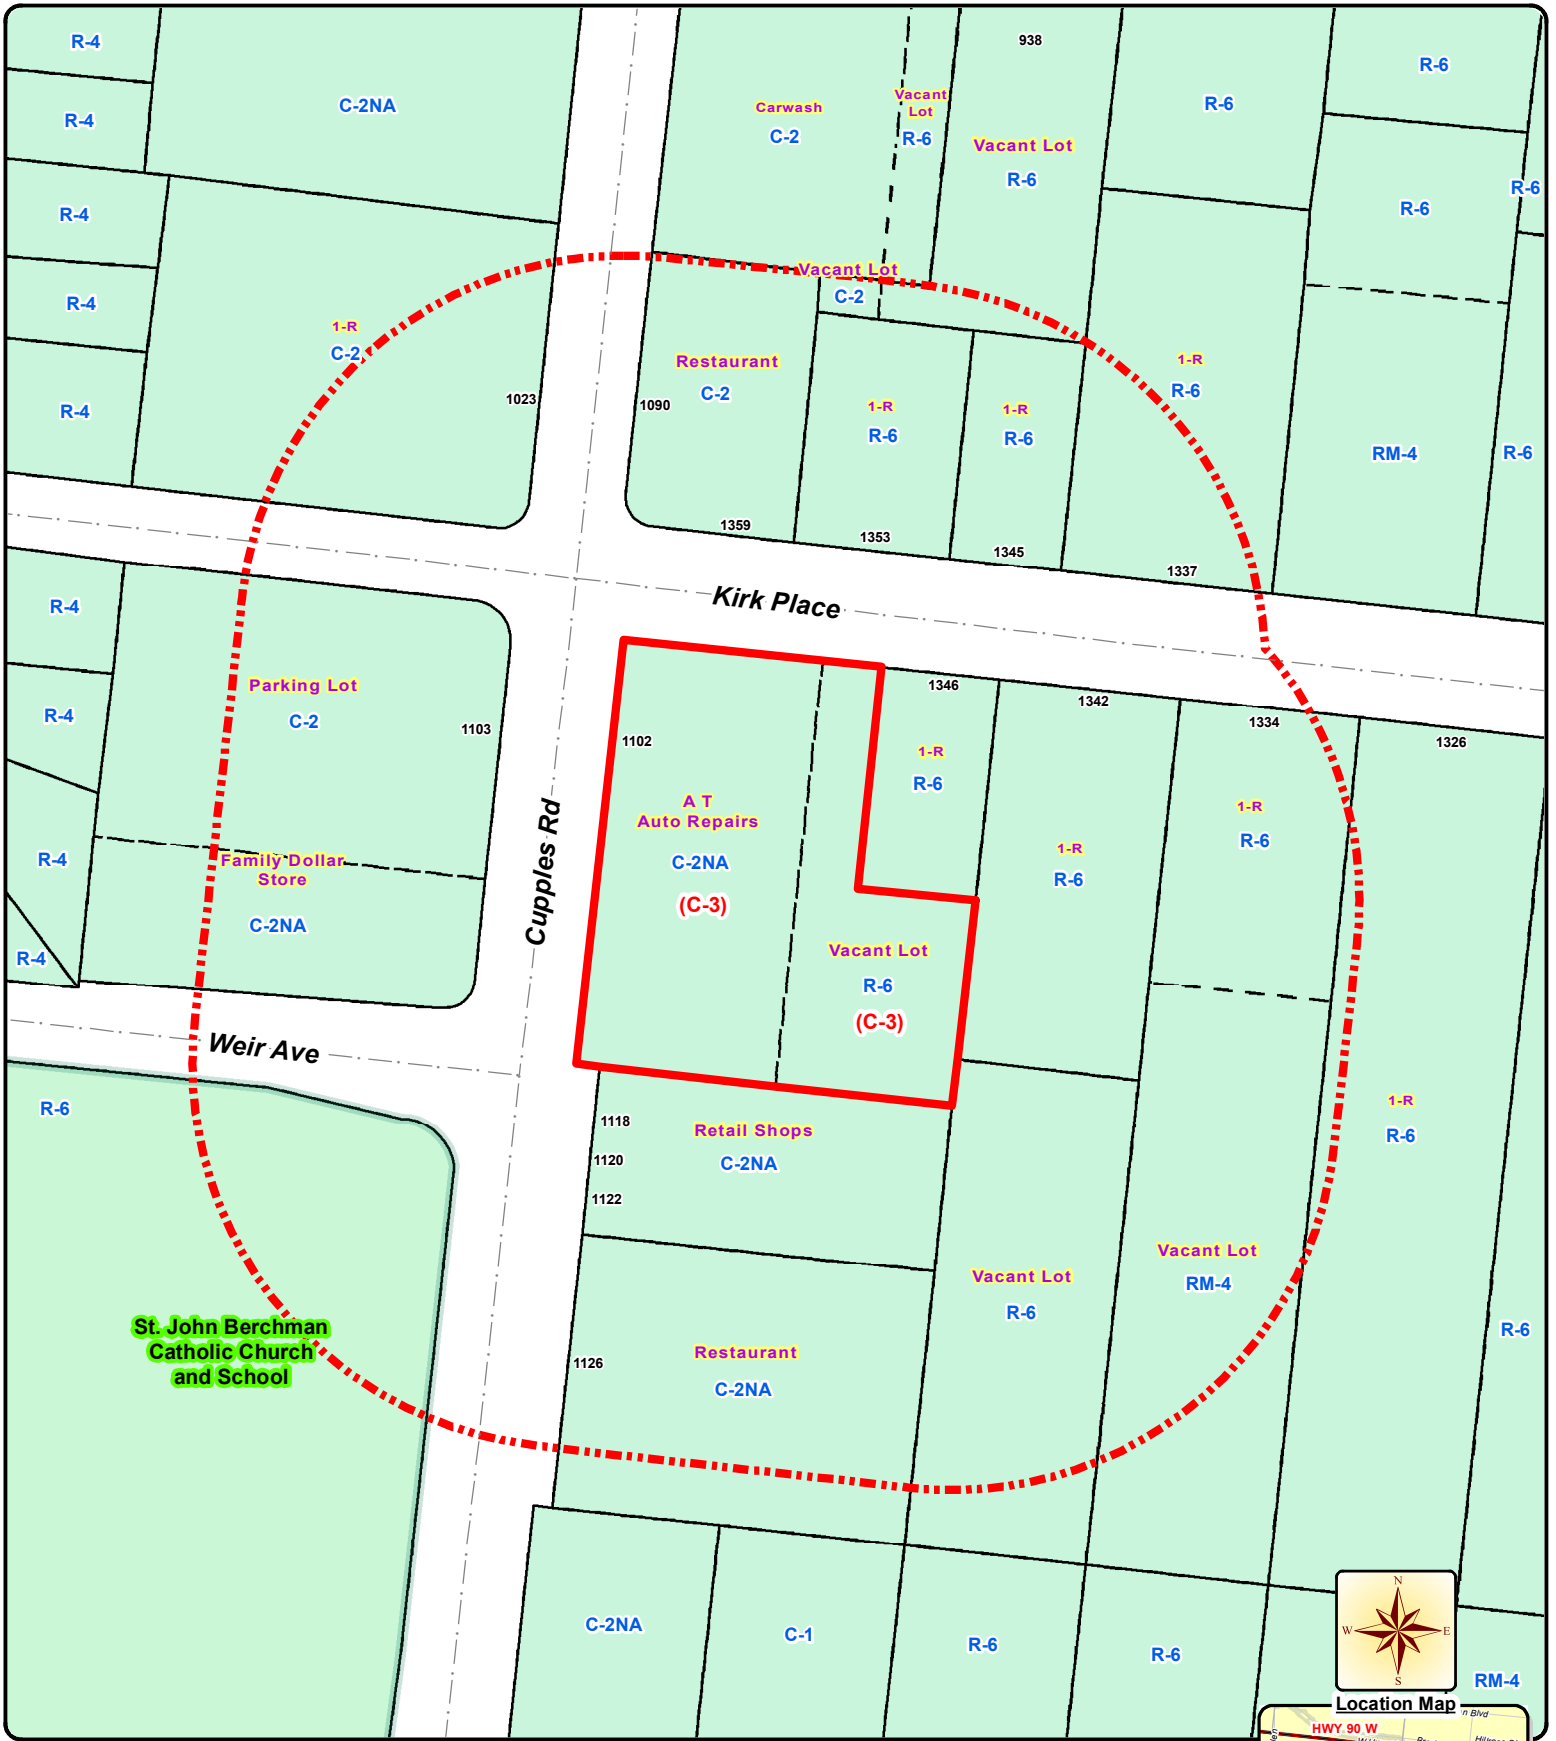 R-4
C-2NA
938
R-6
R-6
Carwash
C-2
Vacant
Lot
R-6
R-4
Vacant Lot
R-6
R-6
R-6
R-4
Vacant Lot
C-2
R-4
1-R
C-2
Restaurant
C-2
1-R
R-6
R-4
1023
1090
1-R
R-6
1-R
R-6
RM-4
R-6
1359
1353
1345
1337
Kirk Place
R-4
Parking Lot
C-2
1103
1102
1346
1342
1334
1326
R-4
1-R
R-6
A T
Auto Repairs
C-2NA
(C-3)
1-R
R-6
1-R
R-6
R-4
Family Dollar
Store
C-2NA
Cupples Rd
R-4
Vacant Lot
R-6
(C-3)
Weir Ave
R-6
1118
1120
1122
Retail Shops
C-2NA
1-R
R-6
Vacant Lot
R-6
Vacant Lot
RM-4
R-6
St. John Berchman
Catholic Church
and School
1126
Restaurant
C-2NA
C-2NA
C-1
R-6
R-6
N
W
E
S
RM-4
Location Map
HWY 90 W